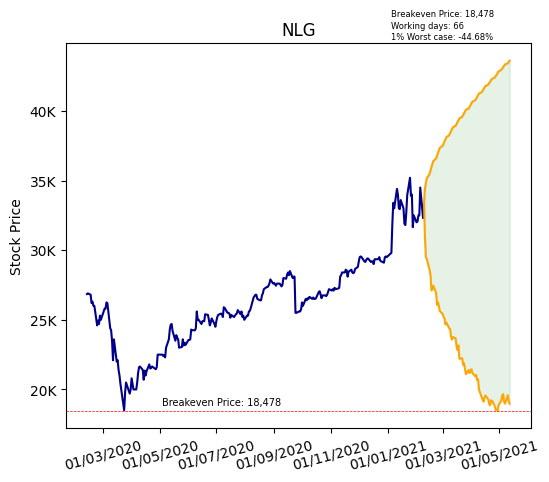 Breakeven Price: 18,478
Working days: 66
1% Worst case: -44.68%
NLG
Stock Price
40K
35K
30K
25K
20K
Breakeven Price: 18,478
01/03/2020
01/05/2020
01/07/2020
01/09/2020
01/11/2020
01/01/2021
01/03/2021
01/05/2021